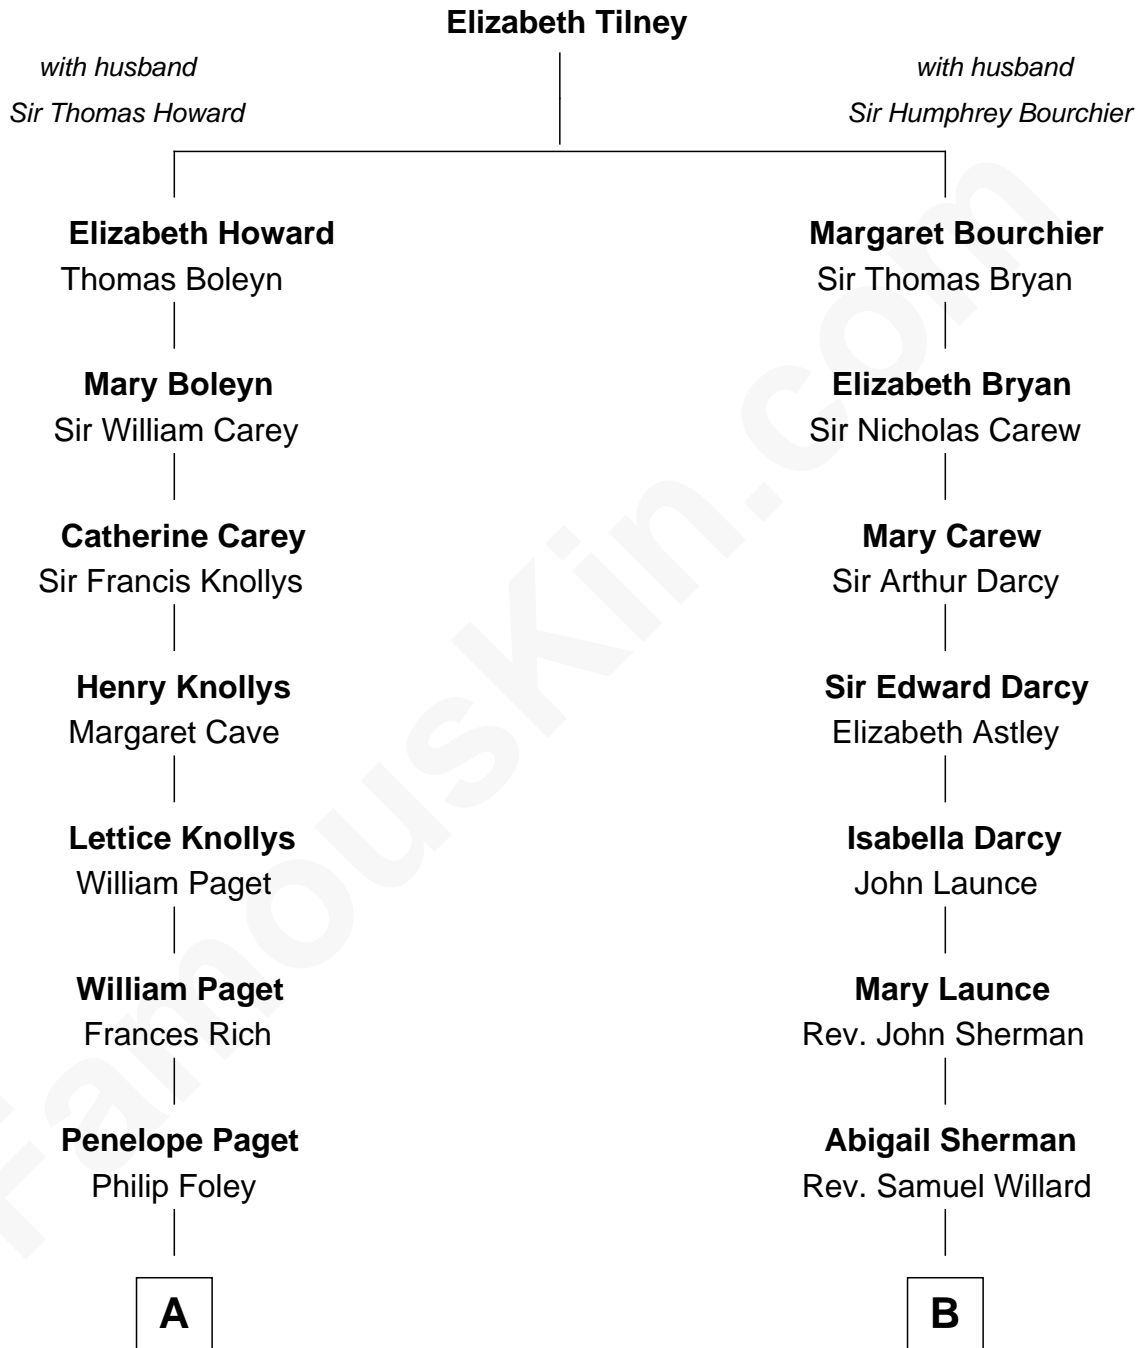 Elizabeth Tilney
with husband
Sir Thomas Howard
with husband
Sir Humphrey Bourchier
Elizabeth Howard
Thomas Boleyn
Margaret Bourchier
Sir Thomas Bryan
Mary Boleyn
Sir William Carey
Elizabeth Bryan
Sir Nicholas Carew
Catherine Carey
Sir Francis Knollys
Mary Carew
Sir Arthur Darcy
Henry Knollys
Margaret Cave
Sir Edward Darcy
Elizabeth Astley
Lettice Knollys
William Paget
Isabella Darcy
John Launce
William Paget
Frances Rich
Mary Launce
Rev. John Sherman
Penelope Paget
Philip Foley
Abigail Sherman
Rev. Samuel Willard
A
B
FamousKin.com